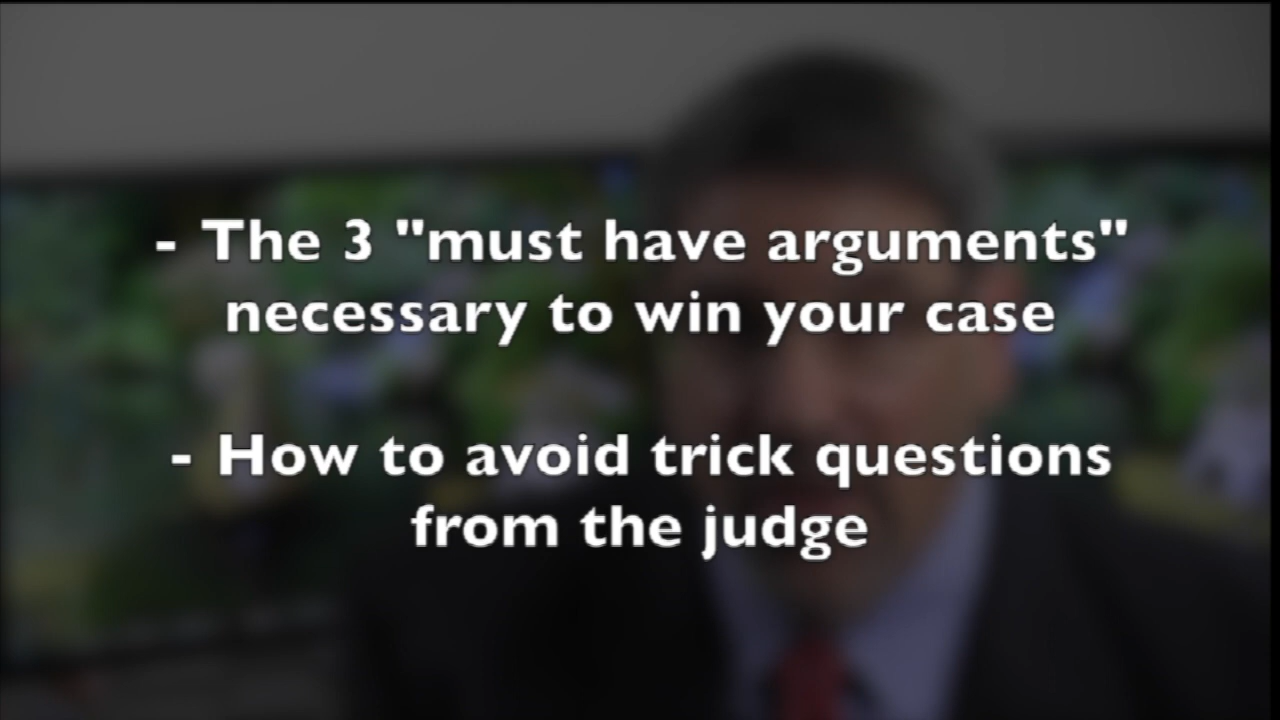 - The 3 "must have arguments"
necessary to win your case
- How to avoid trick questions
from the judge